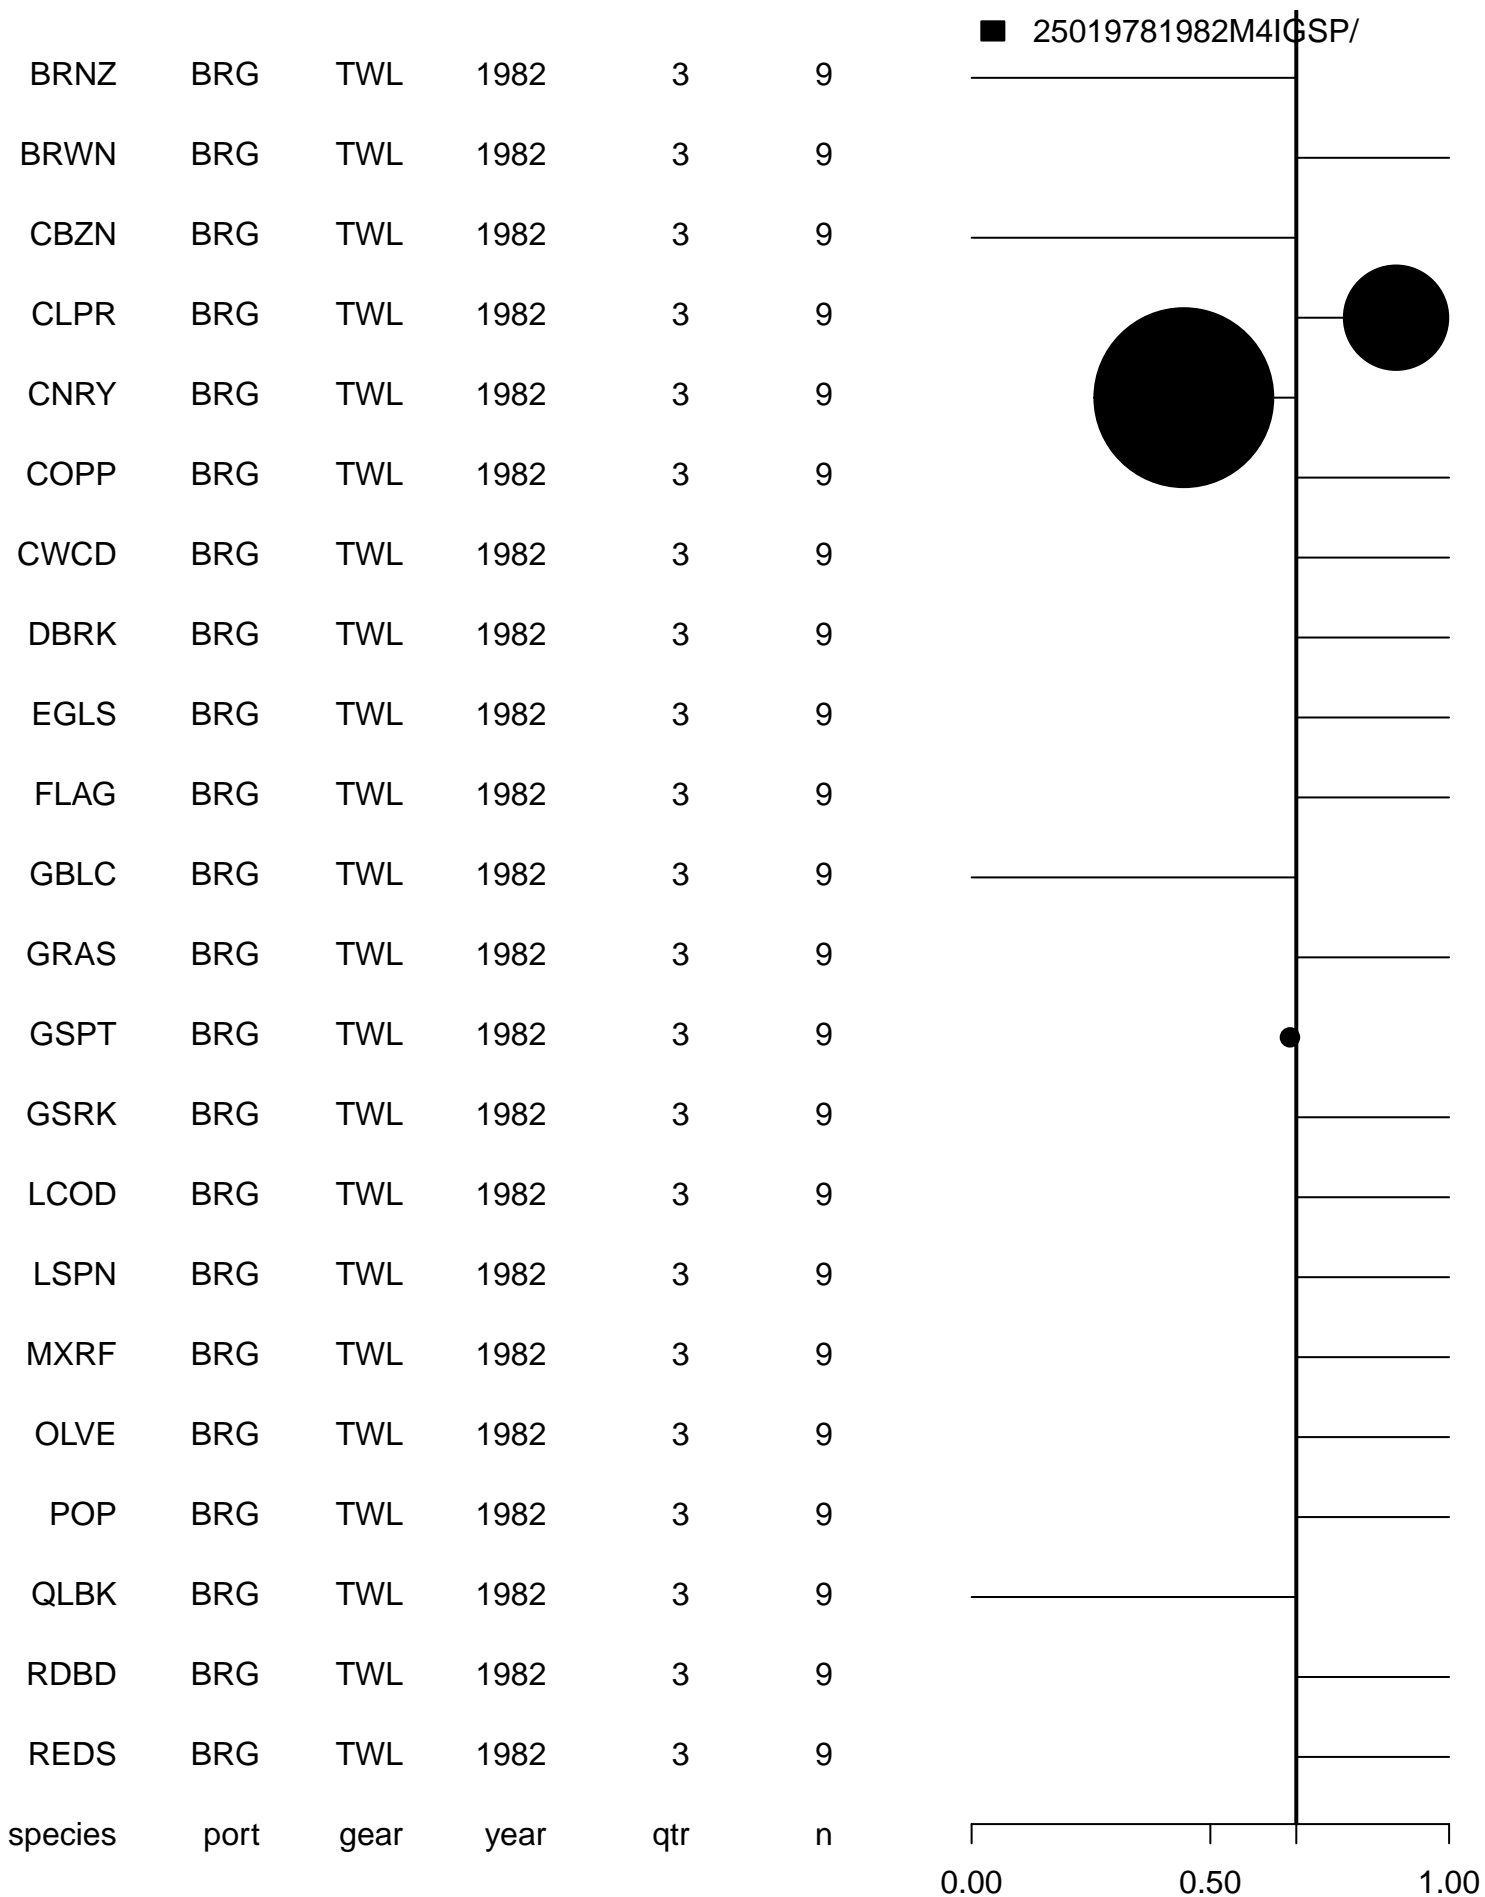 25019781982M4IGSP/
BRNZ BRG TWL 1982 3 9
BRWN BRG TWL 1982 3 9
CBZN BRG TWL 1982 3 9
CLPR BRG TWL 1982 3 9
CNRY BRG TWL 1982 3 9
COPP BRG TWL 1982 3 9
CWCD BRG TWL 1982 3 9
DBRK BRG TWL 1982 3 9
EGLS BRG TWL 1982 3 9
FLAG BRG TWL 1982 3 9
GBLC BRG TWL 1982 3 9
GRAS BRG TWL 1982 3 9
GSPT BRG TWL 1982 3 9
GSRK BRG TWL 1982 3 9
LCOD BRG TWL 1982 3 9
LSPN BRG TWL 1982 3 9
MXRF BRG TWL 1982 3 9
OLVE BRG TWL 1982 3 9
POP BRG TWL 1982 3 9
QLBK BRG TWL 1982 3 9
RDBD BRG TWL 1982 3 9
REDS BRG TWL 1982 3 9
species port gear year qtr n
0.00 0.50 1.00